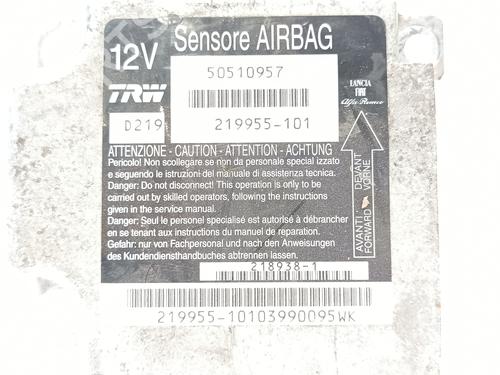 12V Sensore AIRBAG
50510957
TRW
LANCIA
FIAT
Alfa Romeo
D219 219955-101
ATTENZIONE - CAUTION - ATTENTION - ACHTUNG
Pericolo! Non scollegare se non da personale special izzato
e seguendo le istruzioni del manuale di assistenza tecnica.
Danger: Do not disconnect! This operation is only to be
carried out by skilled operators, following the instructions
given in the service manual.
Danger: Seul le personel specialisé est autorisé à débrancher
en se tenant aux instructions du manuel de reparation.
Gefahr: nur von Fachpersonal und nach den Anweisungen
des Kundendiensthandbuches abtrennen lassen.
AVANTI DEVANT
FORWARD VORNE
218938-1
219955-10103990095WK